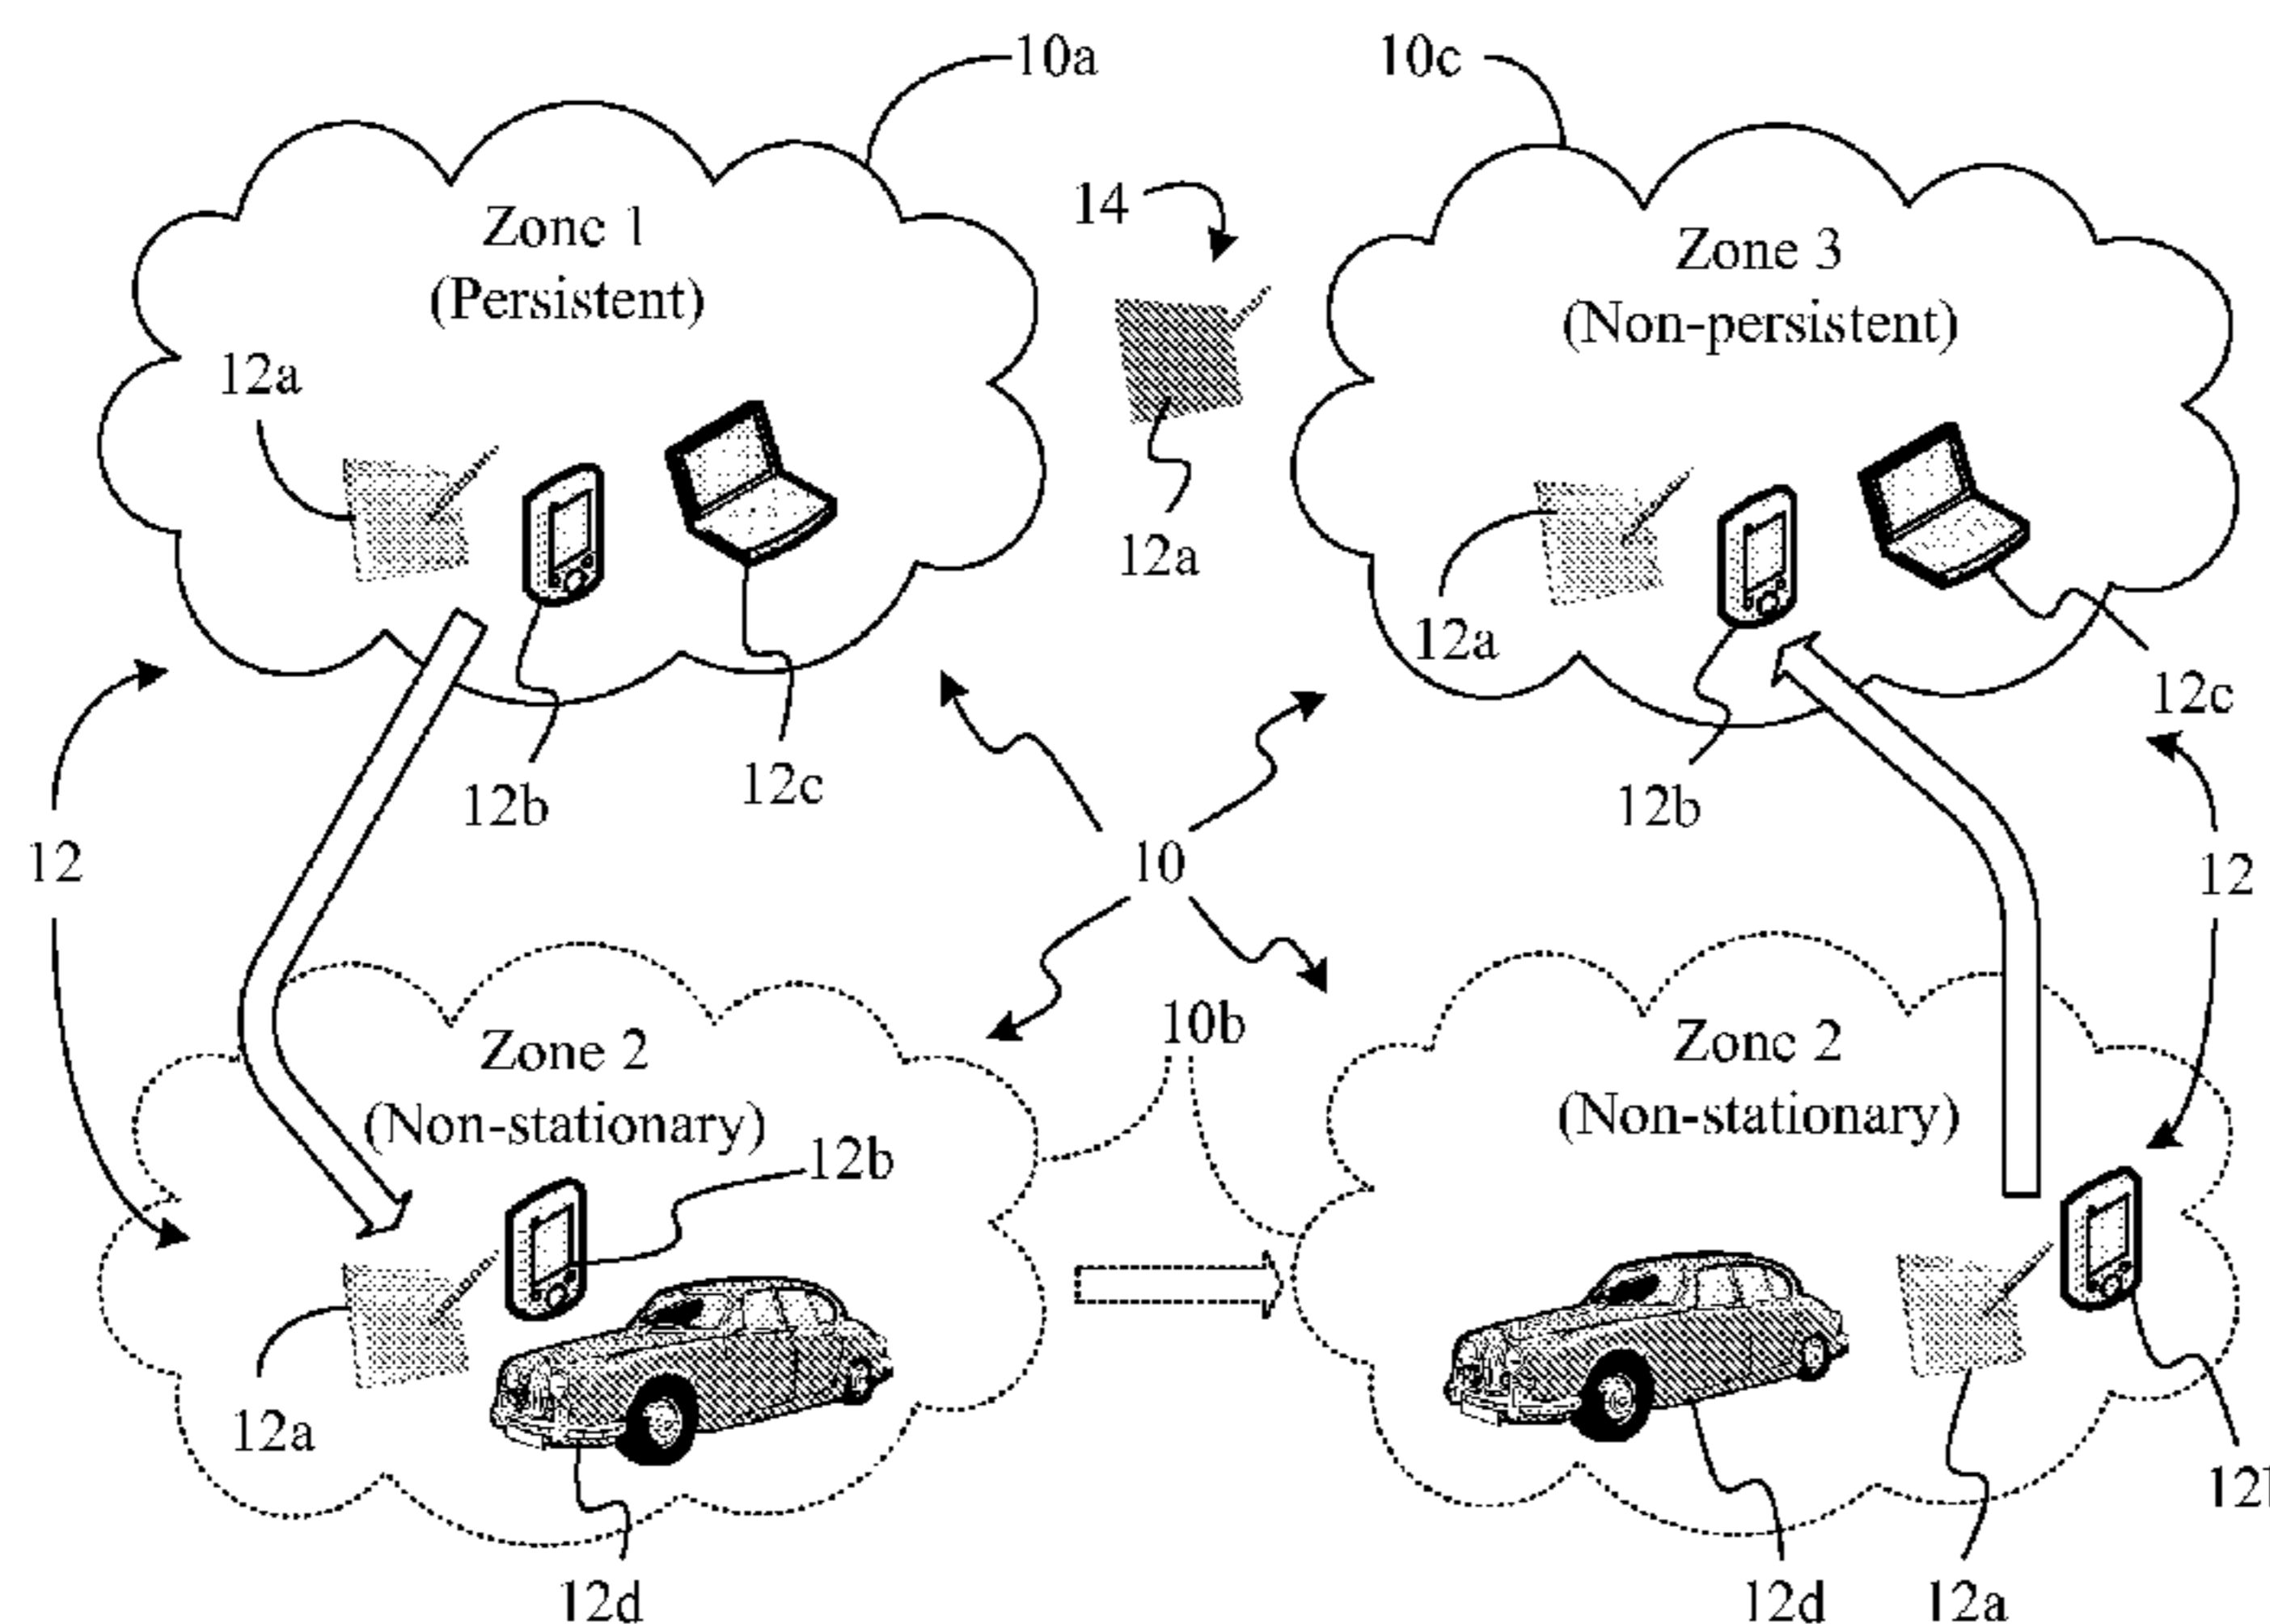 10a
10c
14
Zone 1
(Persistent)
Zone 3
(Non-persistent)
12a
12a
12a
12c
12b
12c
12b
12
10
12
10b
Zone 2
(Non-stationary)
Zone 2
(Non-stationary)
12b
12a
12d
12d
12a